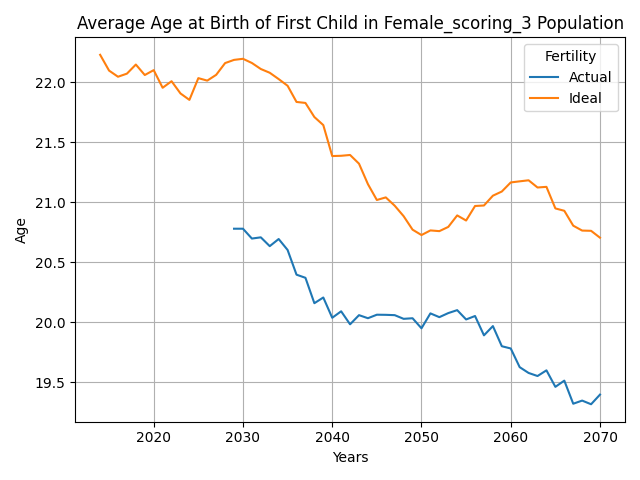 Average Age at Birth of First Child in Female_scoring_3 Population
Fertility
Actual
Ideal
Age
22.0
21.5
21.0
20.5
20.0
19.5
2020 2030 2040 2050 2060 2070
Years